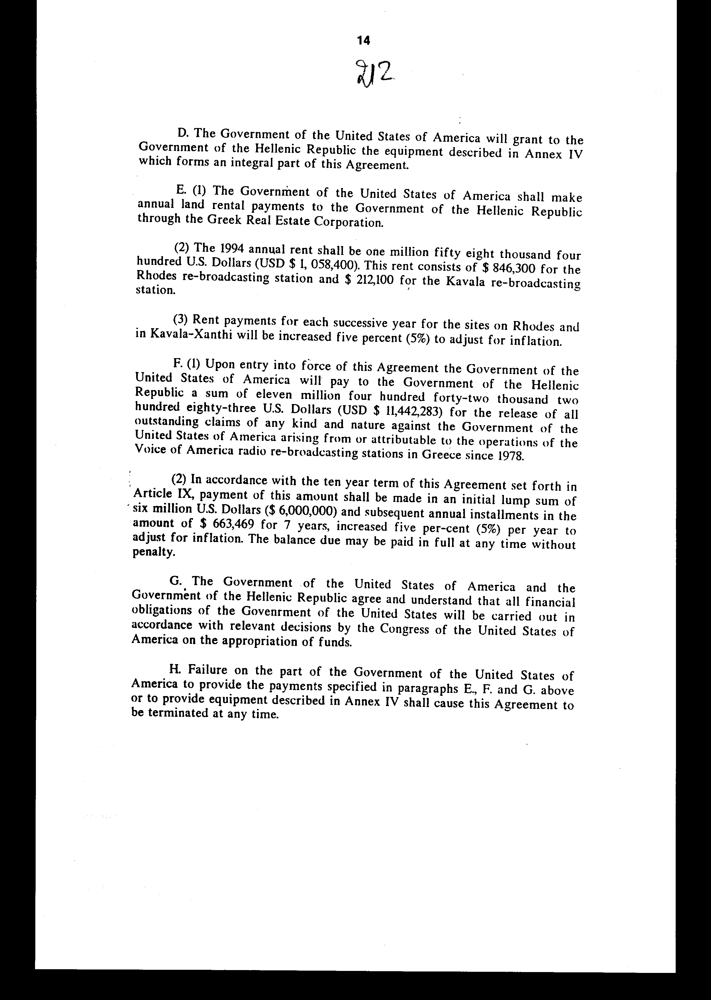 14
212
D. The Government of the United States of America will grant to the
Government of the Hellenic Republic the equipment described in Annex IV
which forms an integral part of this Agreement.
E. (1) The Government of the United States of America shall make
annual land rental payments to the Government of the Hellenic Republic
through the Greek Real Estate Corporation.
(2) The 1994 annual rent shall be one million fifty eight thousand four
hundred U.S. Dollars (USD $ 1, 058,400). This rent consists of $ 846,300 for the
Rhodes re-broadcasting station and $ 212,100 for the Kavala re-broadcasting
station.
(3) Rent payments for each successive year for the sites on Rhodes and
in Kavala-Xanthi will be increased five percent (5%) to adjust for inflation.
F. (1) Upon entry into force of this Agreement the Government of the
United States of America will pay to the Government of the Hellenic
Republic a sum of eleven million four hundred forty-two thousand two
hundred eighty-three U.S. Dollars (USD $ 11,442,283) for the release of all
outstanding claims of any kind and nature against the Government of the
United States of America arising from or attributable to the operations of the
Voice of America radio re-broadcasting stations in Greece since 1978.
(2) In accordance with the ten year term of this Agreement set forth in
Article IX, payment of this amount shall be made in an initial lump sum of
six million U.S. Dollars ($ 6,000,000) and subsequent annual installments in the
amount of $ 663,469 for 7 years, increased five per-cent (5%) per year to
adjust for inflation. The balance due may be paid in full at any time without
penalty.
G. The Government of the United States of America and the
Government of the Hellenic Republic agree and understand that all financial
obligations of the Govenrment of the United States will be carried out in
accordance with relevant decisions by the Congress of the United States of
America on the appropriation of funds.
H. Failure on the part of the Government of the United States of
America to provide the payments specified in paragraphs E., F. and G. above
or to provide equipment described in Annex IV shall cause this Agreement to
be terminated at any time.